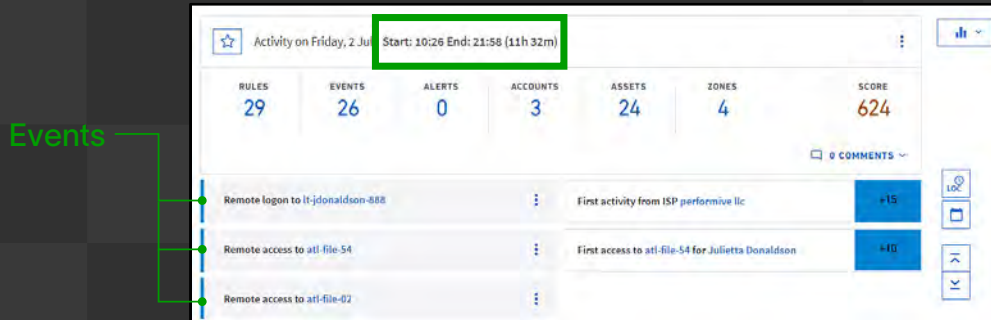 Activity on Friday, 2 Jul Start: 10:26 End: 21:58 (11h 32m)
RULES EVENTS ALERTS ACCOUNTS ASSETS ZONES SCORE
29 26 0 3 24 4 624
0 COMMENTS
Events
Remote logon to lt-jdonaldson-888 First activity from ISP performive llc +15
LOC
Remote access to atl-file-54 First access to atl-file-54 for Julietta Donaldson +10
Remote access to atl-file-02